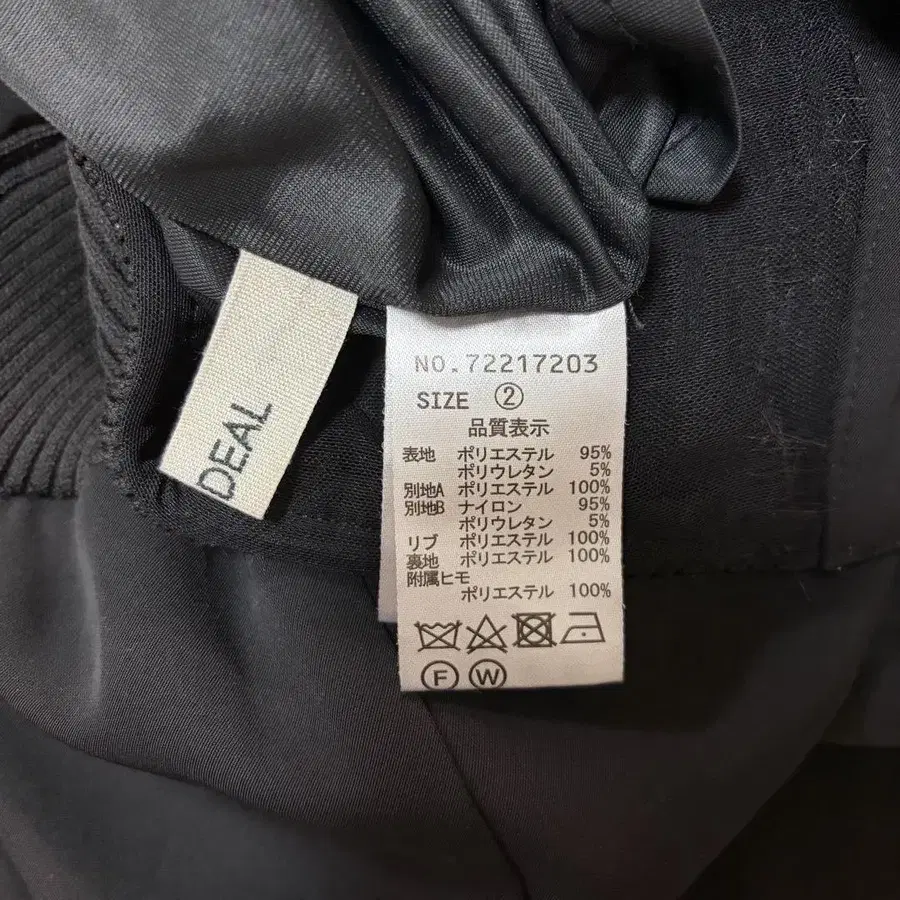 DEAL
NO.72217203
SIZE ②
品質表示
表地 ポリエステル 95%
ポリウレタン 5%
別地A ポリエステル 100%
別地B ナイロン 95%
ポリウレタン 5%
リブ ポリエステル 100%
裏地 ポリエステル 100%
附属ヒモ
ポリエステル 100%
Ⓕ Ⓦ